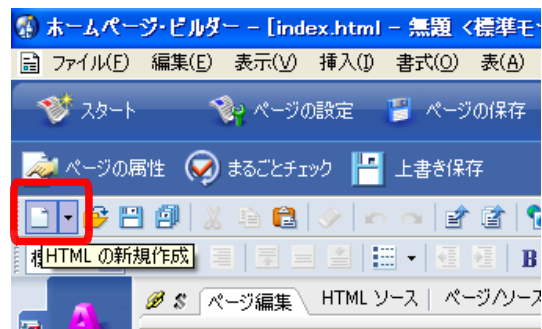 ホームページ・ビルダー - [index.html - 無題 <標準モ
ファイル(F) 編集(E) 表示(V) 挿入(I) 書式(O) 表(A)
スタート ページの設定 ページの保存
ページの属性 まるごとチェック 上書き保存
HTML の新規作成 B
ページ編集 HTML ソース ページ/ソース